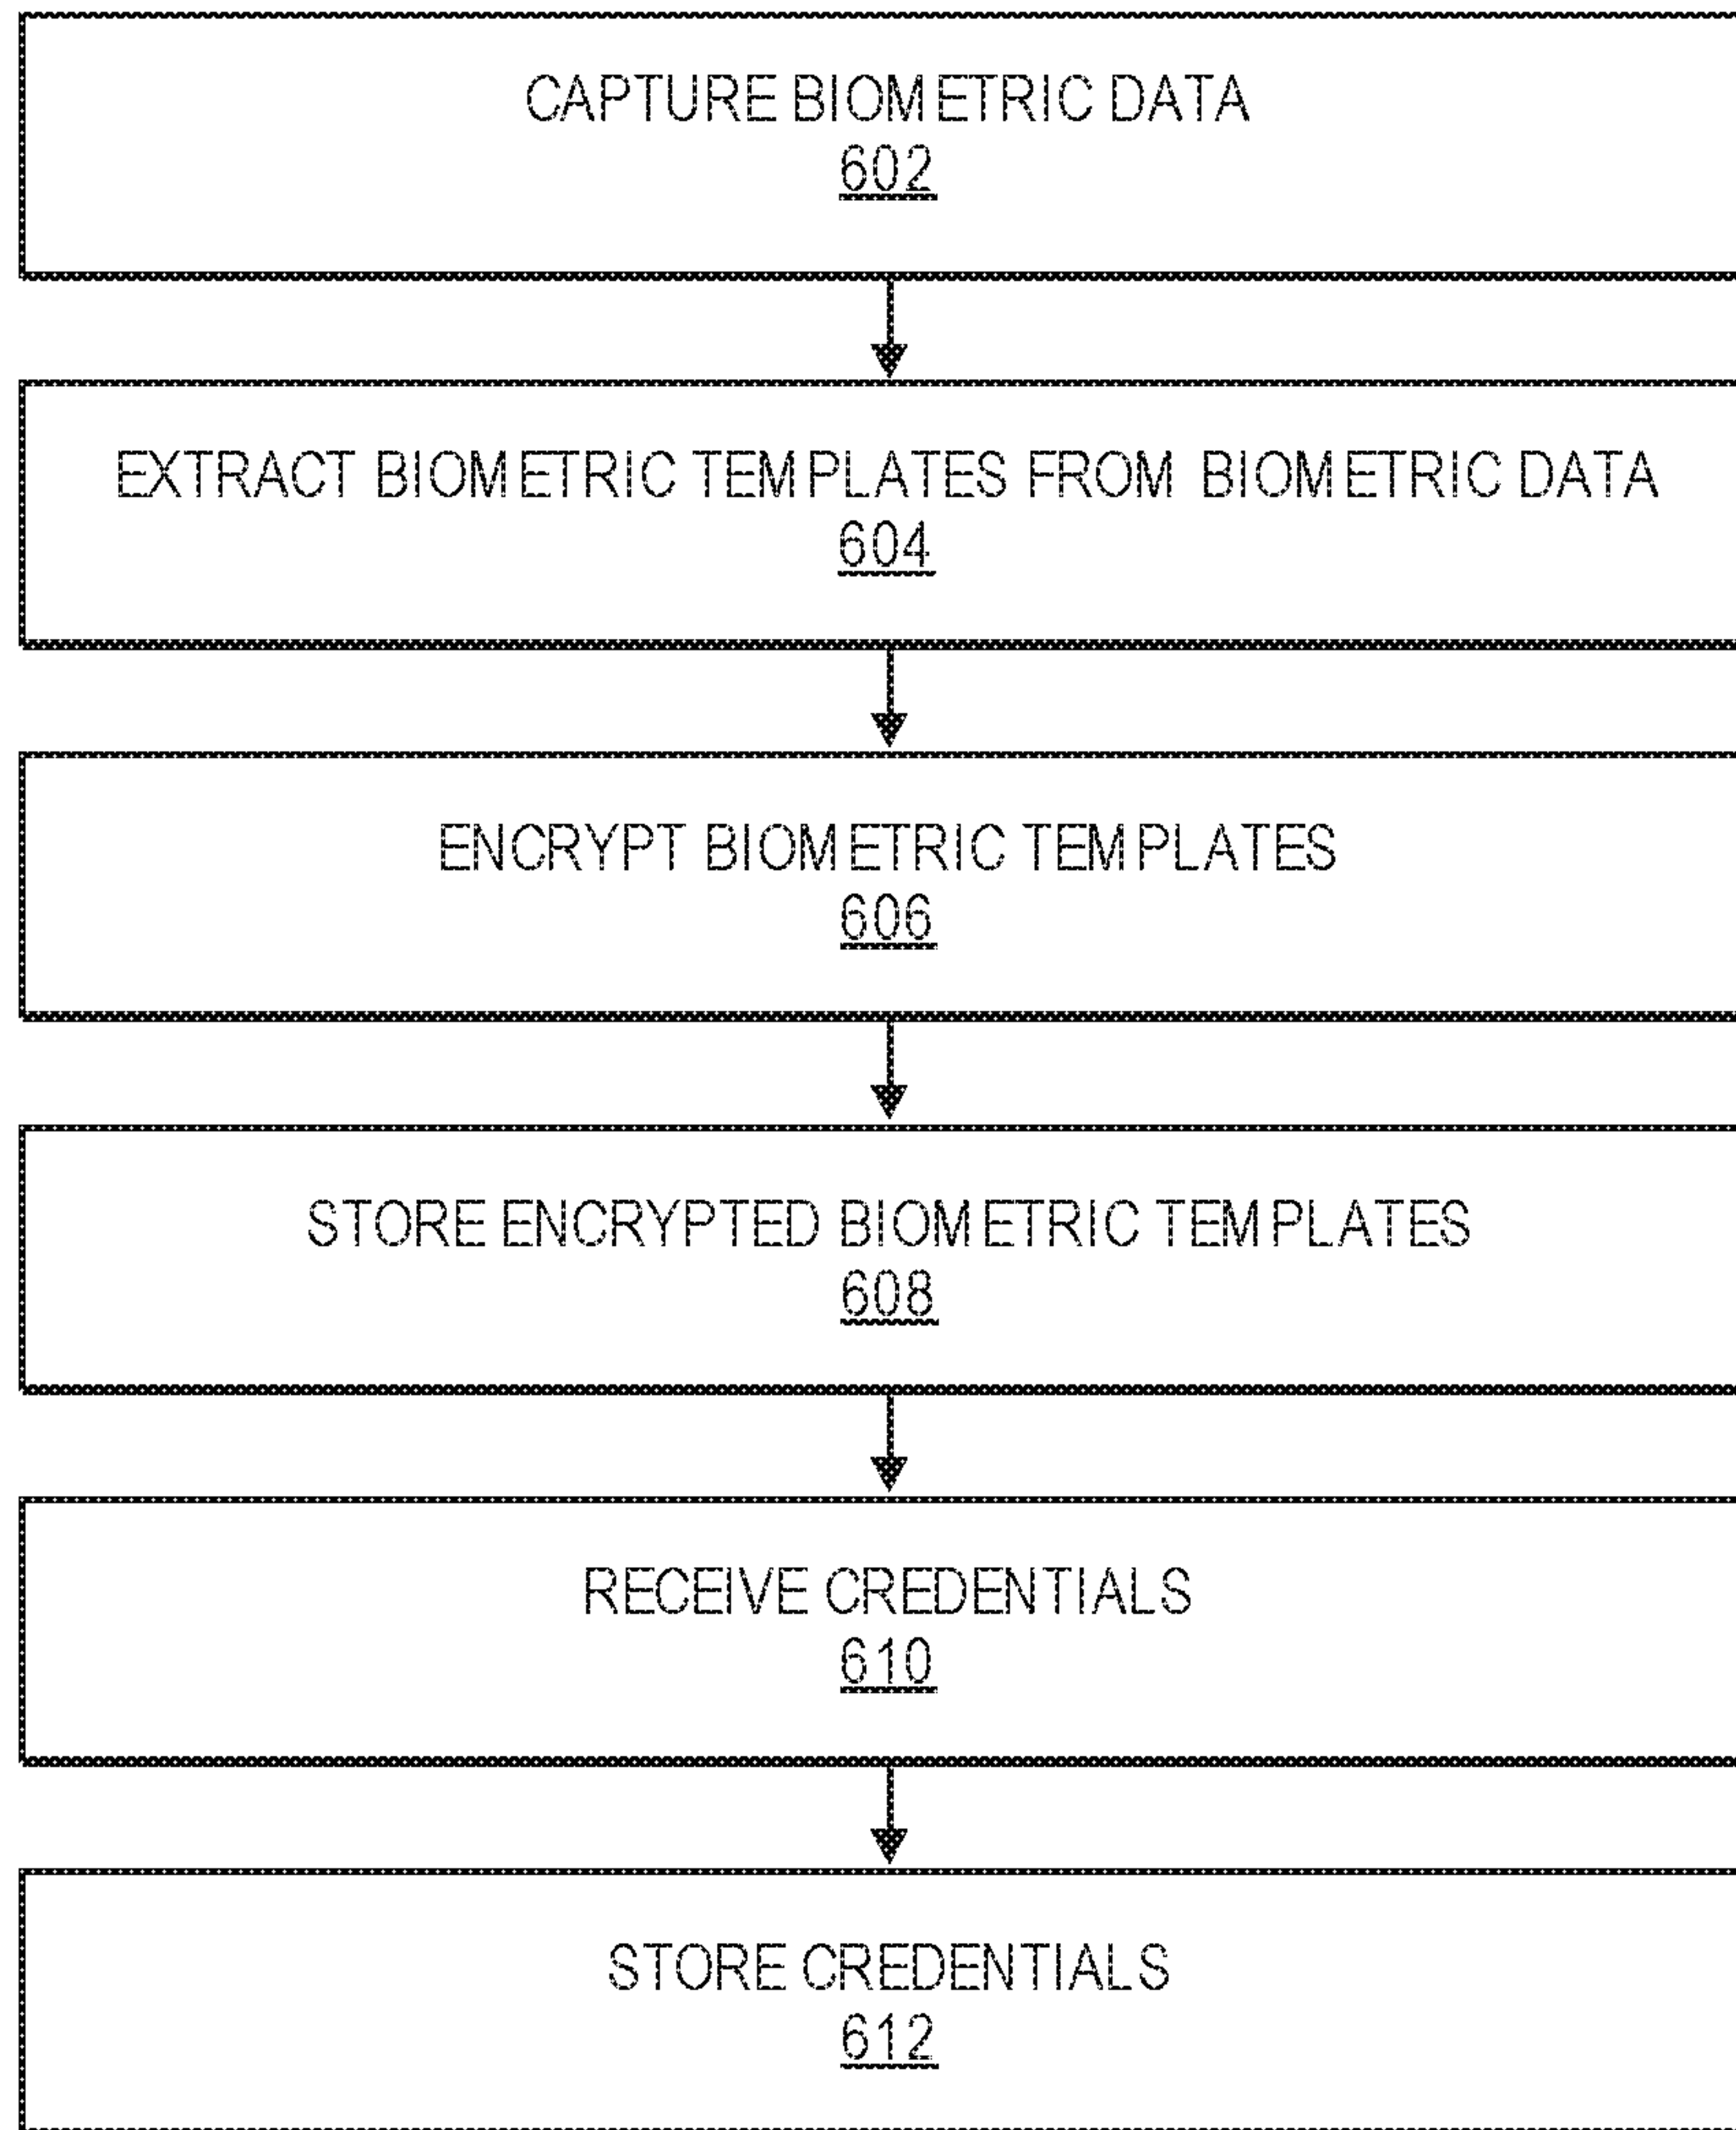 CAPTURE BIOMETRIC DATA
602
EXTRACT BIOMETRIC TEMPLATES FROM BIOMETRIC DATA
604
ENCRYPT BIOMETRIC TEMPLATES
606
STORE ENCRYPTED BIOMETRIC TEMPLATES
608
RECEIVE CREDENTIALS
610
STORE CREDENTIALS
612